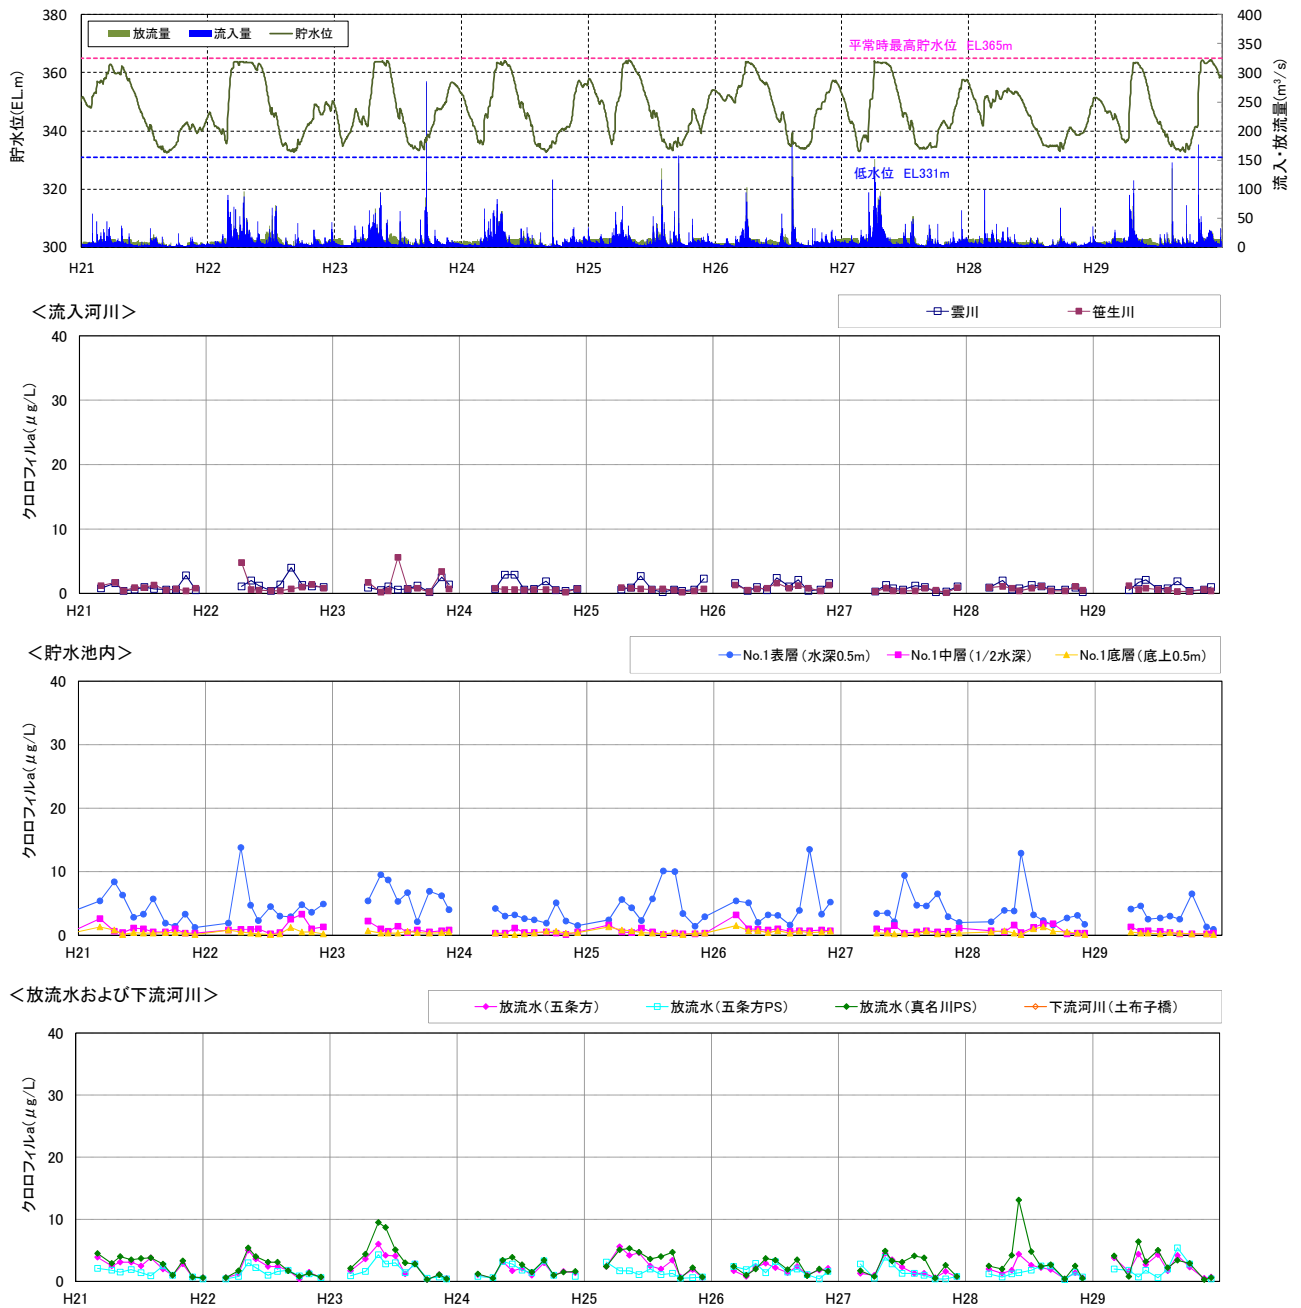 380
360
340
320
300
貯水位(EL.m)
放流量 流入量 貯水位
平常時最高貯水位 EL365m
低水位 EL331m
400
350
300
250
200
150
100
50
0
流入・放流量(m³/s)
H21 H22 H23 H24 H25 H26 H27 H28 H29
＜流入河川＞
雲川 笹生川
40
30
20
10
0
クロロフィルa(μg/L)
H21 H22 H23 H24 H25 H26 H27 H28 H29
＜貯水池内＞
No.1表層(水深0.5m) No.1中層(1/2水深) No.1底層(底上0.5m)
40
30
20
10
0
クロロフィルa(μg/L)
H21 H22 H23 H24 H25 H26 H27 H28 H29
＜放流水および下流河川＞
放流水(五条方) 放流水(五条方PS) 放流水(真名川PS) 下流河川(土布子橋)
40
30
20
10
0
クロロフィルa(μg/L)
H21 H22 H23 H24 H25 H26 H27 H28 H29